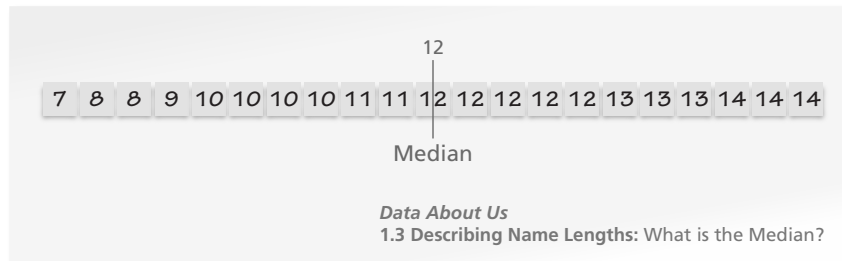 12
7 8 8 9 10 10 10 10 11 11 12 12 12 12 12 13 13 13 14 14 14
Median
Data About Us
1.3 Describing Name Lengths: What is the Median?